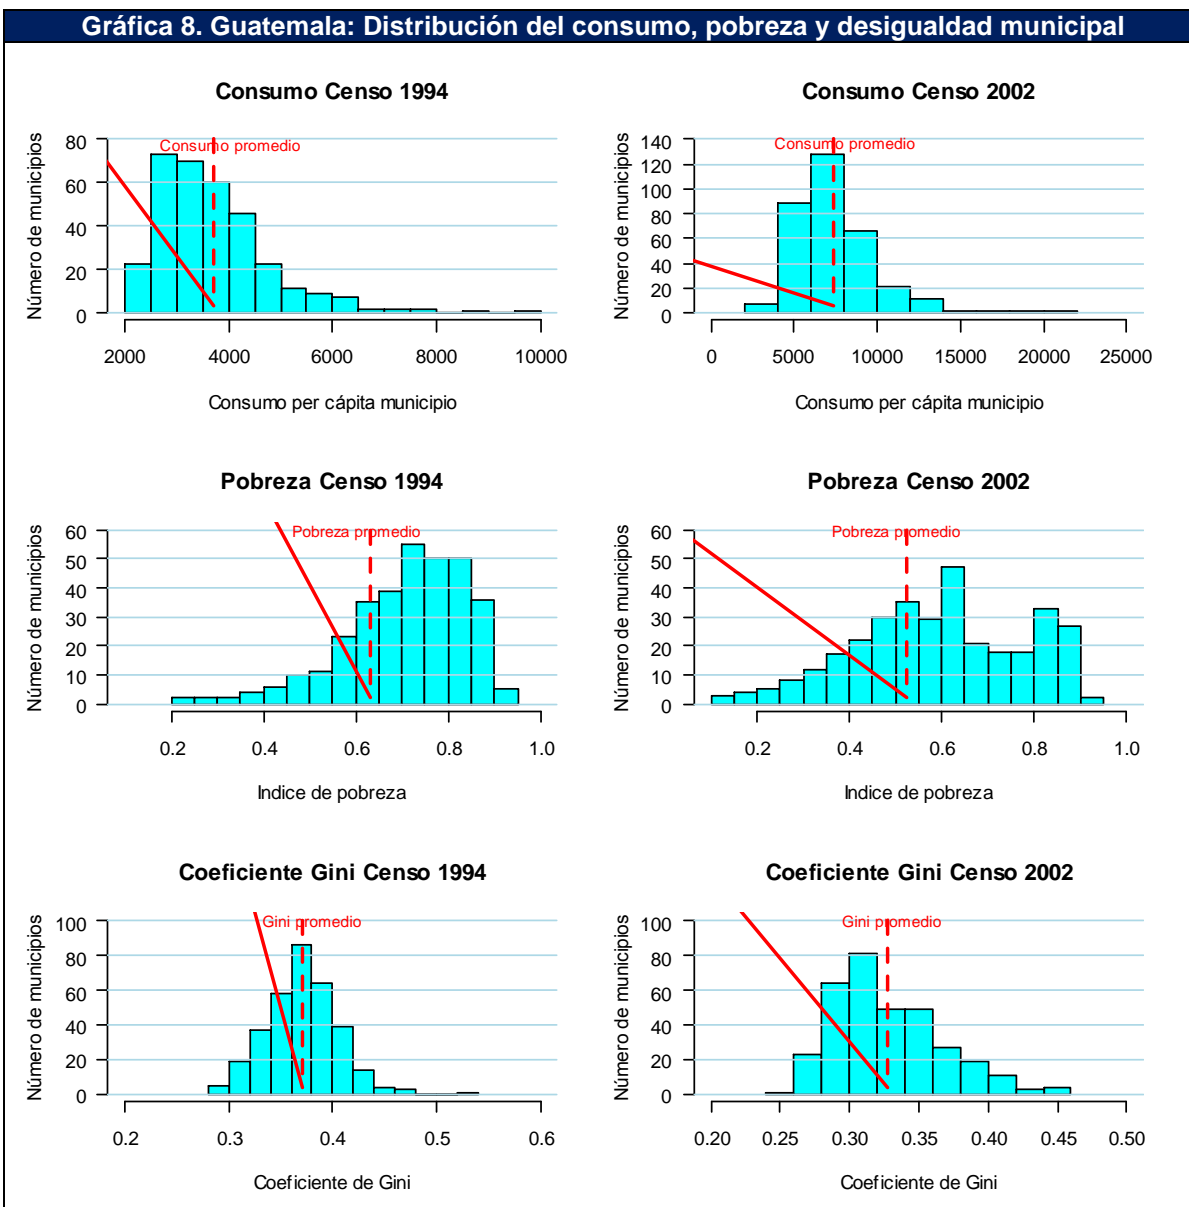 Gráfica 8. Guatemala: Distribución del consumo, pobreza y desigualdad municipal
Consumo Censo 1994
Número de municipios
80
60
40
20
0
Consumo promedio
2000 4000 6000 8000 10000
Consumo per cápita municipio
Consumo Censo 2002
Número de municipios
140
120
100
80
60
40
20
0
Consumo promedio
0 5000 10000 15000 20000 25000
Consumo per cápita municipio
Pobreza Censo 1994
Número de municipios
60
50
40
30
20
10
0
Pobreza promedio
0.2 0.4 0.6 0.8 1.0
Indice de pobreza
Pobreza Censo 2002
Número de municipios
60
50
40
30
20
10
0
Pobreza promedio
0.2 0.4 0.6 0.8 1.0
Indice de pobreza
Coeficiente Gini Censo 1994
Número de municipios
100
80
60
40
20
0
Gini promedio
0.2 0.3 0.4 0.5 0.6
Coeficiente de Gini
Coeficiente Gini Censo 2002
Número de municipios
100
80
60
40
20
0
Gini promedio
0.20 0.25 0.30 0.35 0.40 0.45 0.50
Coeficiente de Gini